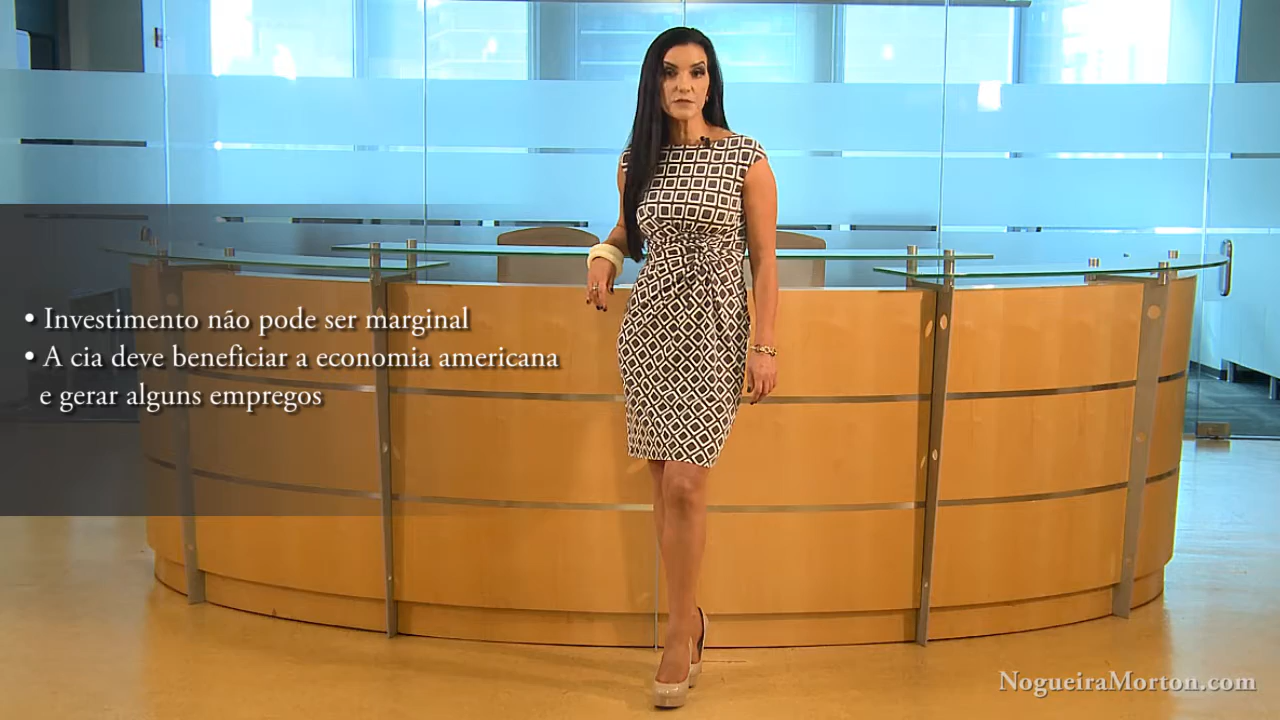 • Investimento não pode ser marginal
• A cia deve beneficiar a economia americana
e gerar alguns empregos
NogueiraMorton.com